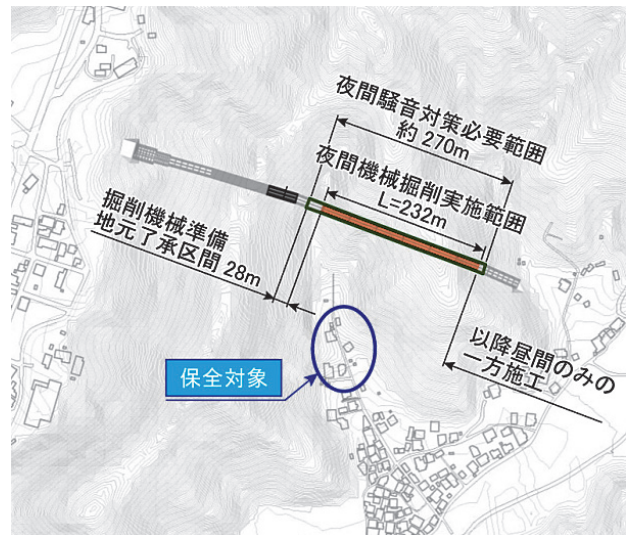 夜間騒音対策必要範囲
約 270m
夜間機械掘削実施範囲
L=232m
掘削機械準備
地元了承区間 28m
保全対象
以降昼間のみの
一方施工